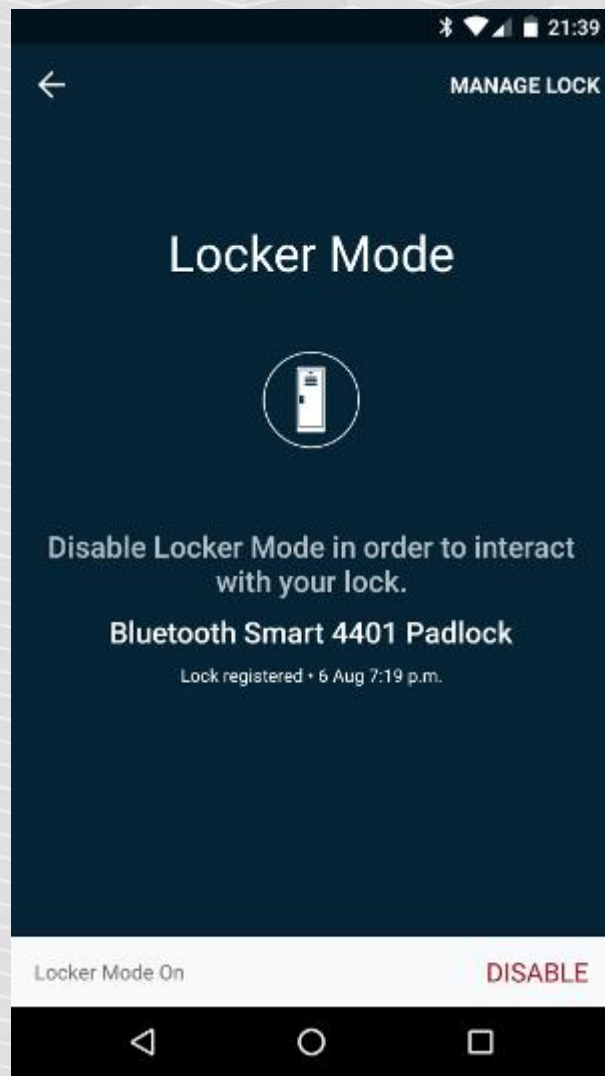 21:39
MANAGE LOCK
Locker Mode
Disable Locker Mode in order to interact
with your lock.
Bluetooth Smart 4401 Padlock
Lock registered • 6 Aug 7:19 p.m.
Locker Mode On
DISABLE